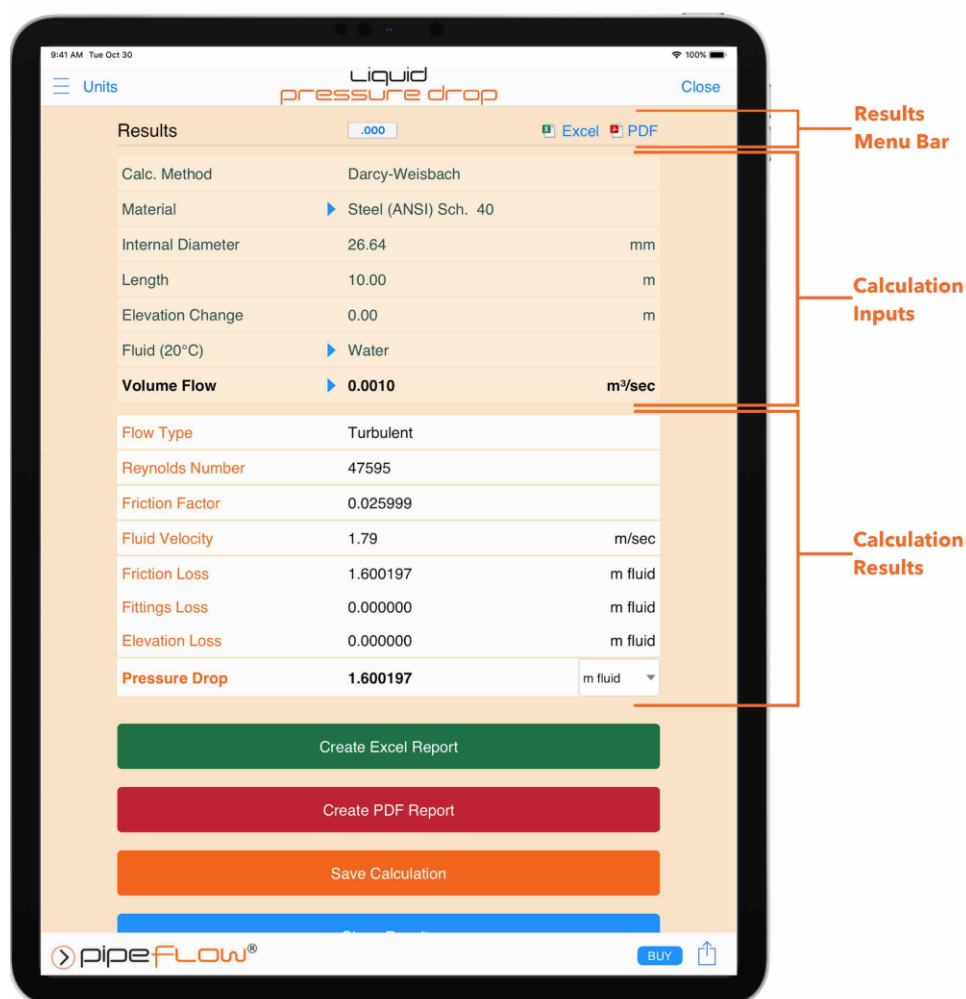 9:41 AM Tue Oct 30 100%
Units Liquid pressure drop Close
Results .000 Excel PDF
Results Menu Bar
Calc. Method Darcy-Weisbach
Material Steel (ANSI) Sch. 40
Internal Diameter 26.64 mm
Length 10.00 m
Calculation Inputs
Elevation Change 0.00 m
Fluid (20°C) Water
Volume Flow 0.0010 m³/sec
Flow Type Turbulent
Reynolds Number 47595
Friction Factor 0.025999
Fluid Velocity 1.79 m/sec
Calculation Results
Friction Loss 1.600197 m fluid
Fittings Loss 0.000000 m fluid
Elevation Loss 0.000000 m fluid
Pressure Drop 1.600197 m fluid
Create Excel Report
Create PDF Report
Save Calculation
pipeFLOW® BUY